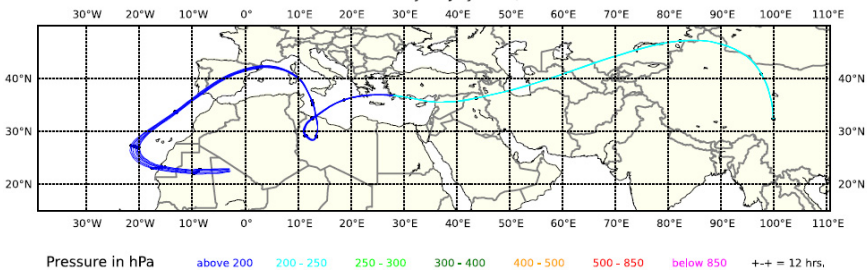 30°W 20°W 10°W 0° 10°E 20°E 30°E 40°E 50°E 60°E 70°E 80°E 90°E 100°E 110°E
40°N 40°N
30°N 30°N
20°N 20°N
30°W 20°W 10°W 0° 10°E 20°E 30°E 40°E 50°E 60°E 70°E 80°E 90°E 100°E 110°E
Pressure in hPa above 200 200 - 250 250 - 300 300 - 400 400 - 500 500 - 850 below 850 +-+ = 12 hrs.